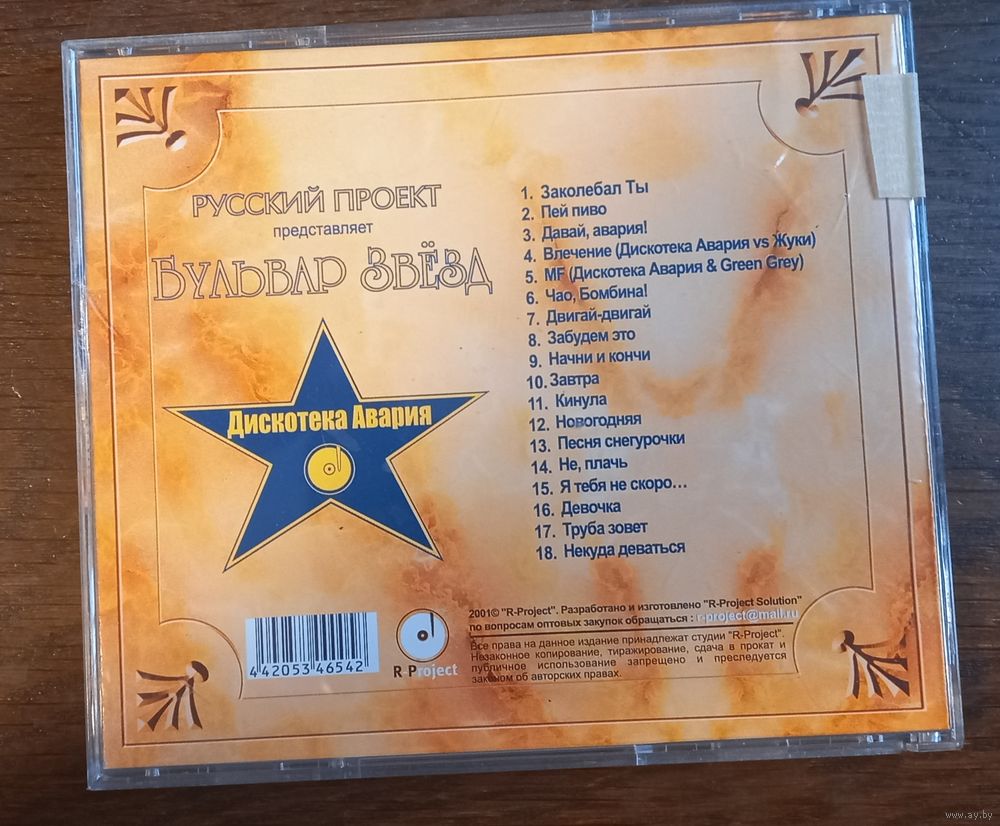 РУССКИЙ ПРОЕКТ
представляет
БУЛЬВАР ЗВЁЗД
Дискотека Авария
1. Заколебал Ты
2. Пей пиво
3. Давай, авария!
4. Влечение (Дискотека Авария vs Жуки)
5. MF (Дискотека Авария & Green Grey)
6. Чао, Бомбина!
7. Двигай-двигай
8. Забудем это
9. Начни и кончи
10. Завтра
11. Кинула
12. Новогодняя
13. Песня снегурочки
14. Не, плачь
15. Я тебя не скоро...
16. Девочка
17. Труба зовет
18. Некуда деваться
2001© "R-Project". Разработано и изготовлено "R-Project Solution"
по вопросам оптовых закупок обращаться : r-project@mail.ru
Все права на данное издание принадлежат студии "R-Project".
Незаконное копирование, тиражирование, сдача в прокат и
публичное использование запрещено и преследуется
законом об авторских правах.
4 42053 46542
R Project
www.ay.by